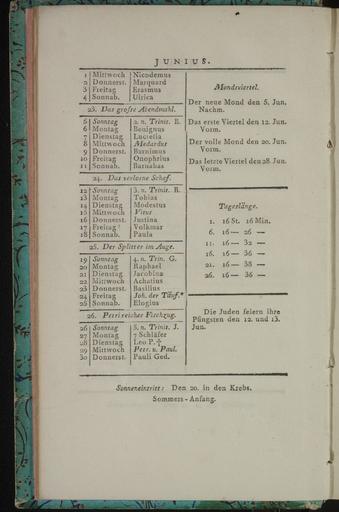 JUNIUS.
1 Mittwoch Nicodemus
2 Donnerst. Marquard
3 Freitag Erasmus
4 Sonnab. Ulrica
23. Das grofse Abendmahl.
5 Sonntag 2. n. Trinit. B.
6 Montag Benignus
7 Dienstag Lucretia
8 Mittwoch Medardus
9 Donnerst. Barnimus
10 Freitag Onophrius
11 Sonnab. Barnabas
24. Das verlorne Schaf.
12 Sonntag 3. n. Trinit. B.
13 Montag Tobias
14 Dienstag Modestus
15 Mittwoch Vitus
16 Donnerst. Justina
17 Freitag Volkmar
18 Sonnab. Paula
25. Der Splitter im Auge.
19 Sonntag 4. n. Trin. G.
20 Montag Raphael
21 Dienstag Jacobina
22 Mittwoch Achatius
23 Donnerst. Basilius
24 Freitag Joh. der Täuf.*
25 Sonnab. Elogius
26. Petri reicher Fischzug.
26 Sonntag 5. n. Trinit. J.
27 Montag 7 Schläfer
28 Dienstag Leo P. †
29 Mittwoch Petr. u. Paul.
30 Donnerst. Pauli Ged.
Mondsviertel.
Der neue Mond den 5. Jun.
Nachm.
Das erste Viertel den 12. Jun.
Vorm.
Der volle Mond den 20. Jun.
Vorm.
Das letzte Viertel den 28. Jun.
Vorm.
Tageslänge.
1. 16 St. 16 Min.
6. 16 — 26 —
11. 16 — 32 —
16. 16 — 36 —
21. 16 — 38 —
26. 16 — 36 —
Die Juden feiern ihre
Pfingsten den 12. und 13.
Jun.
Sonneneintritt: Den 20. in den Krebs.
Sommers-Anfang.